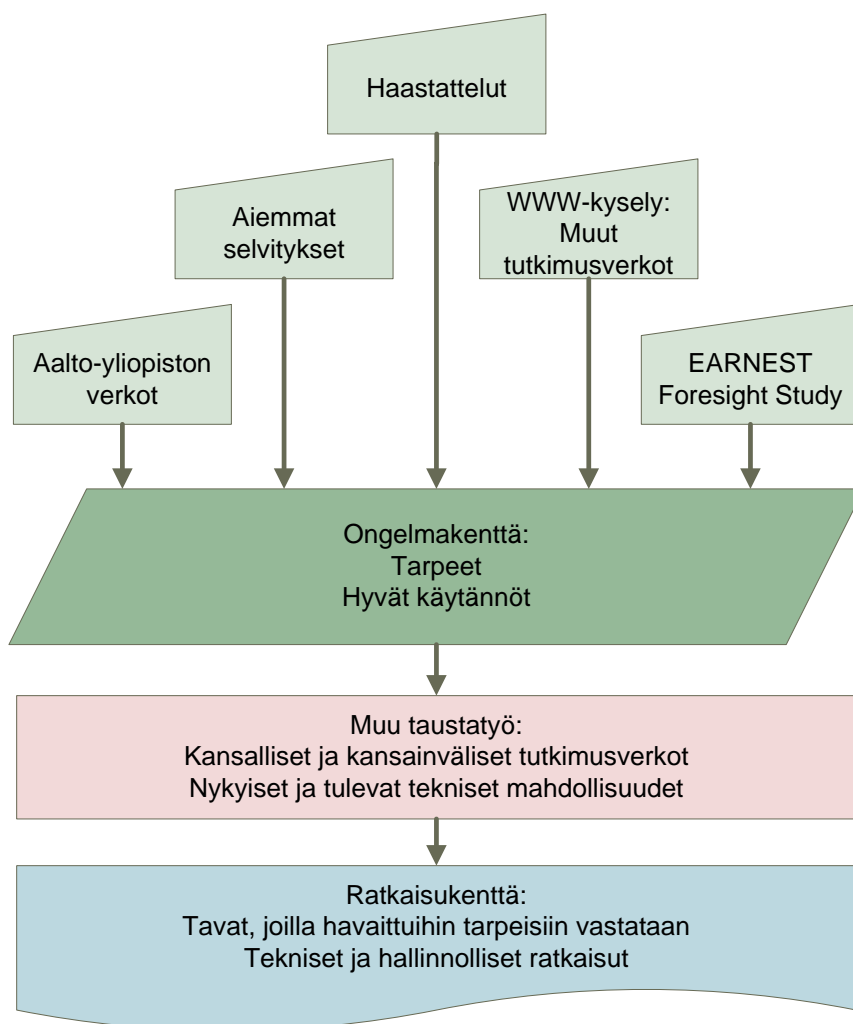 Haastattelut
Aiemmat
selvitykset
WWW-kysely:
Muut
tutkimusverkot
Aalto-yliopiston
verkot
EARNEST
Foresight Study
Ongelmakenttä:
Tarpeet
Hyvät käytännöt
Muu taustatyö:
Kansalliset ja kansainväliset tutkimusverkot
Nykyiset ja tulevat tekniset mahdollisuudet
Ratkaisukenttä:
Tavat, joilla havaittuihin tarpeisiin vastataan
Tekniset ja hallinnolliset ratkaisut